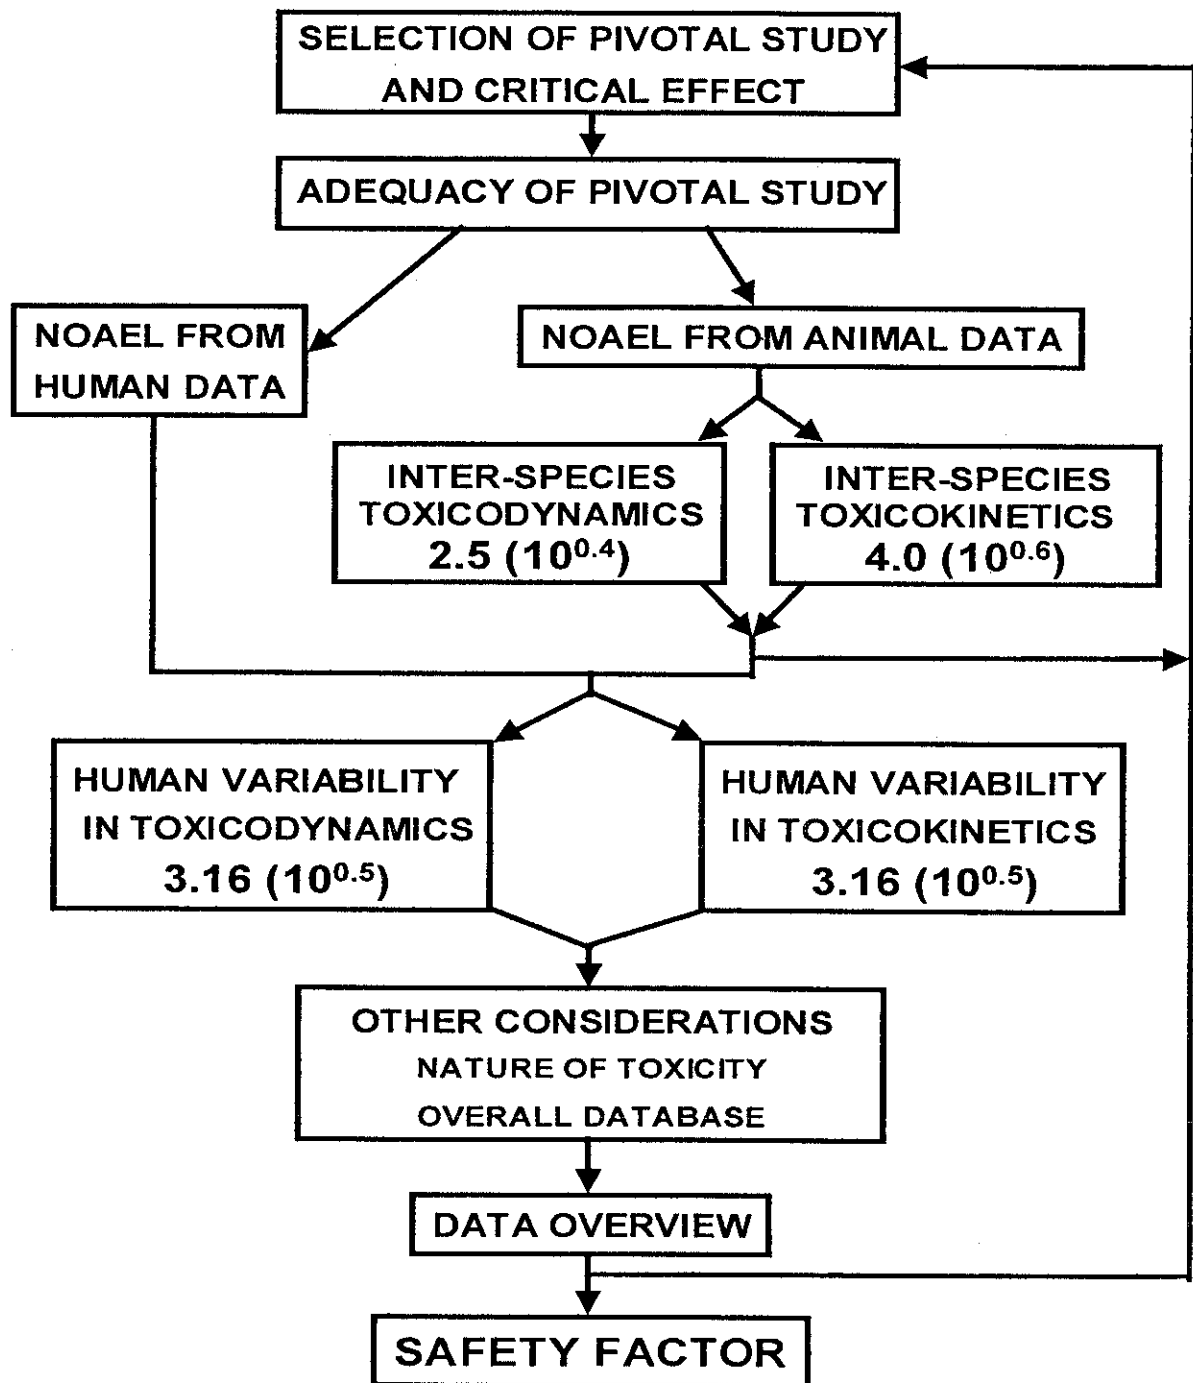 SELECTION OF PIVOTAL STUDY
AND CRITICAL EFFECT
ADEQUACY OF PIVOTAL STUDY
NOAEL FROM
HUMAN DATA
NOAEL FROM ANIMAL DATA
INTER-SPECIES
TOXICODYNAMICS
2.5 (10^0.4)
INTER-SPECIES
TOXICOKINETICS
4.0 (10^0.6)
HUMAN VARIABILITY
IN TOXICODYNAMICS
3.16 (10^0.5)
HUMAN VARIABILITY
IN TOXICOKINETICS
3.16 (10^0.5)
OTHER CONSIDERATIONS
NATURE OF TOXICITY
OVERALL DATABASE
DATA OVERVIEW
SAFETY FACTOR